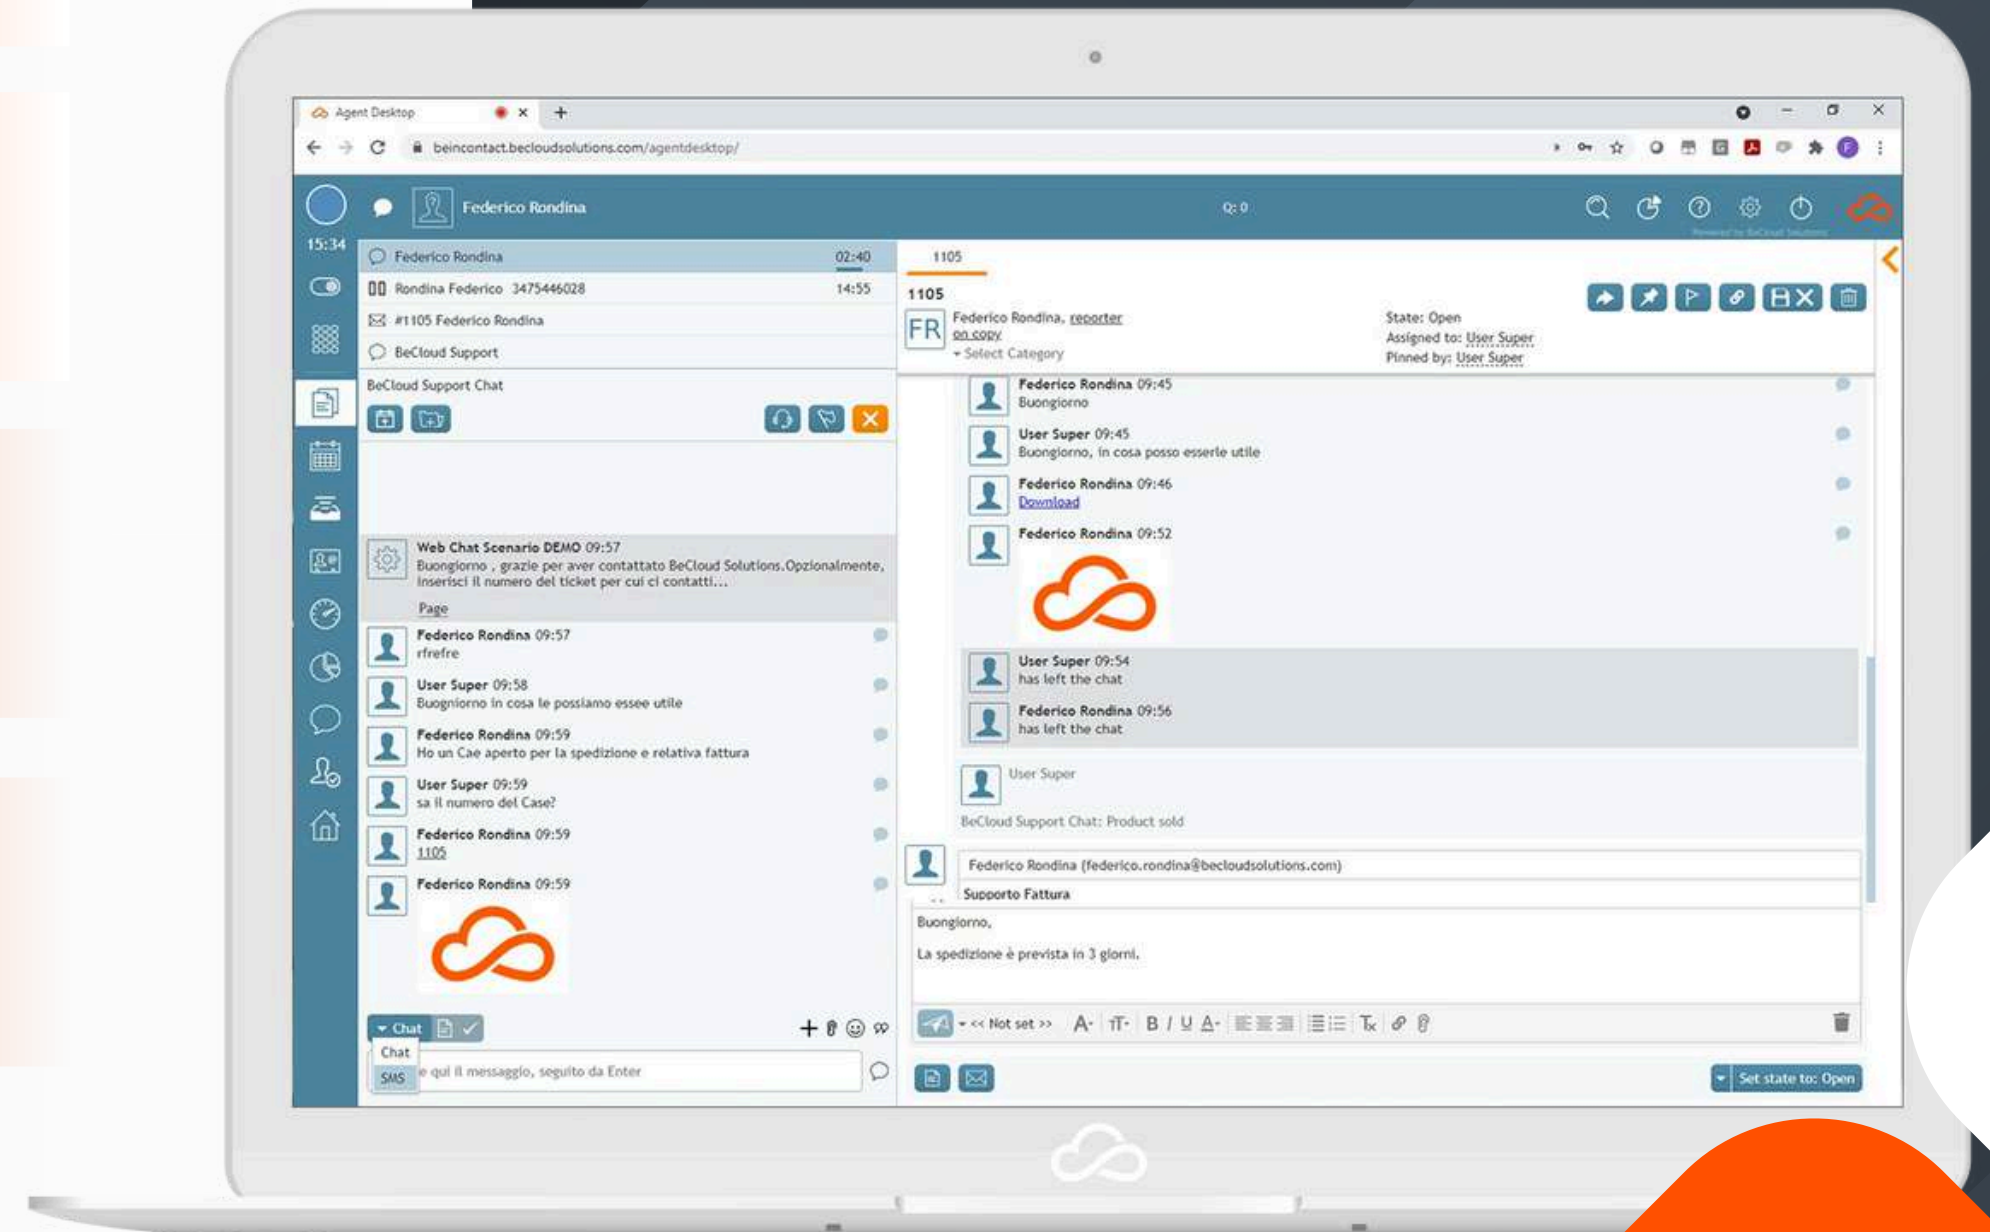 Agent Desktop
beincontact.becloudsolutions.com/agentdesktop/
Federico Rondina
Q: 0
Powered by BeCloud Solutions
15:34
Federico Rondina 02:40
Rondina Federico 3475446028 14:55
#1105 Federico Rondina
BeCloud Support
BeCloud Support Chat
Web Chat Scenario DEMO 09:57
Buongiorno , grazie per aver contattato BeCloud Solutions.Opzionalmente,
inserisci il numero del ticket per cui ci contatti...
Page
Federico Rondina 09:57
rfrefre
User Super 09:58
Buogniorno in cosa le possiamo essee utile
Federico Rondina 09:59
Ho un Cae aperto per la spedizione e relativa fattura
User Super 09:59
sa il numero del Case?
Federico Rondina 09:59
1105
Federico Rondina 09:59
Chat
Chat
SMS
e qui il messaggio, seguito da Enter
1105
1105
FR
Federico Rondina, reporter
on copy
Select Category
State: Open
Assigned to: User Super
Pinned by: User Super
Federico Rondina 09:45
Buongiorno
User Super 09:45
Buongiorno, in cosa posso esserle utile
Federico Rondina 09:46
Download
Federico Rondina 09:52
User Super 09:54
has left the chat
Federico Rondina 09:56
has left the chat
User Super
BeCloud Support Chat: Product sold
Federico Rondina (federico.rondina@becloudsolutions.com)
Supporto Fattura
Buongiorno,
La spedizione è prevista in 3 giorni.
<< Not set >>
Set state to: Open